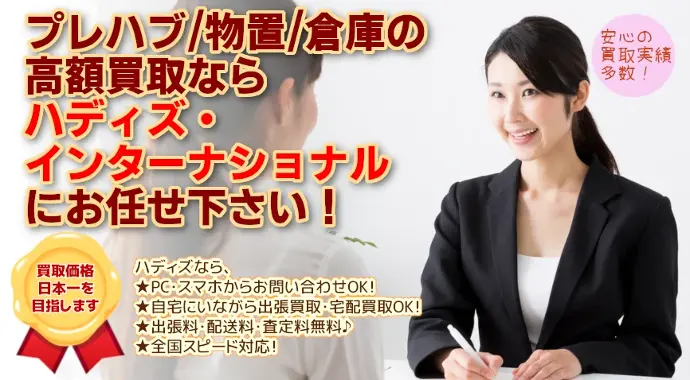 プレハブ/物置/倉庫の
高額買取なら
ハディズ・
インターナショナル
にお任せ下さい！
安心の
買取実績
多数！
買取価格
日本一を
目指します
ハディズなら、
★PC・スマホからお問い合わせOK!
★自宅にいながら出張買取・宅配買取OK!
★出張料・配送料・査定料無料♪
★全国スピード対応！